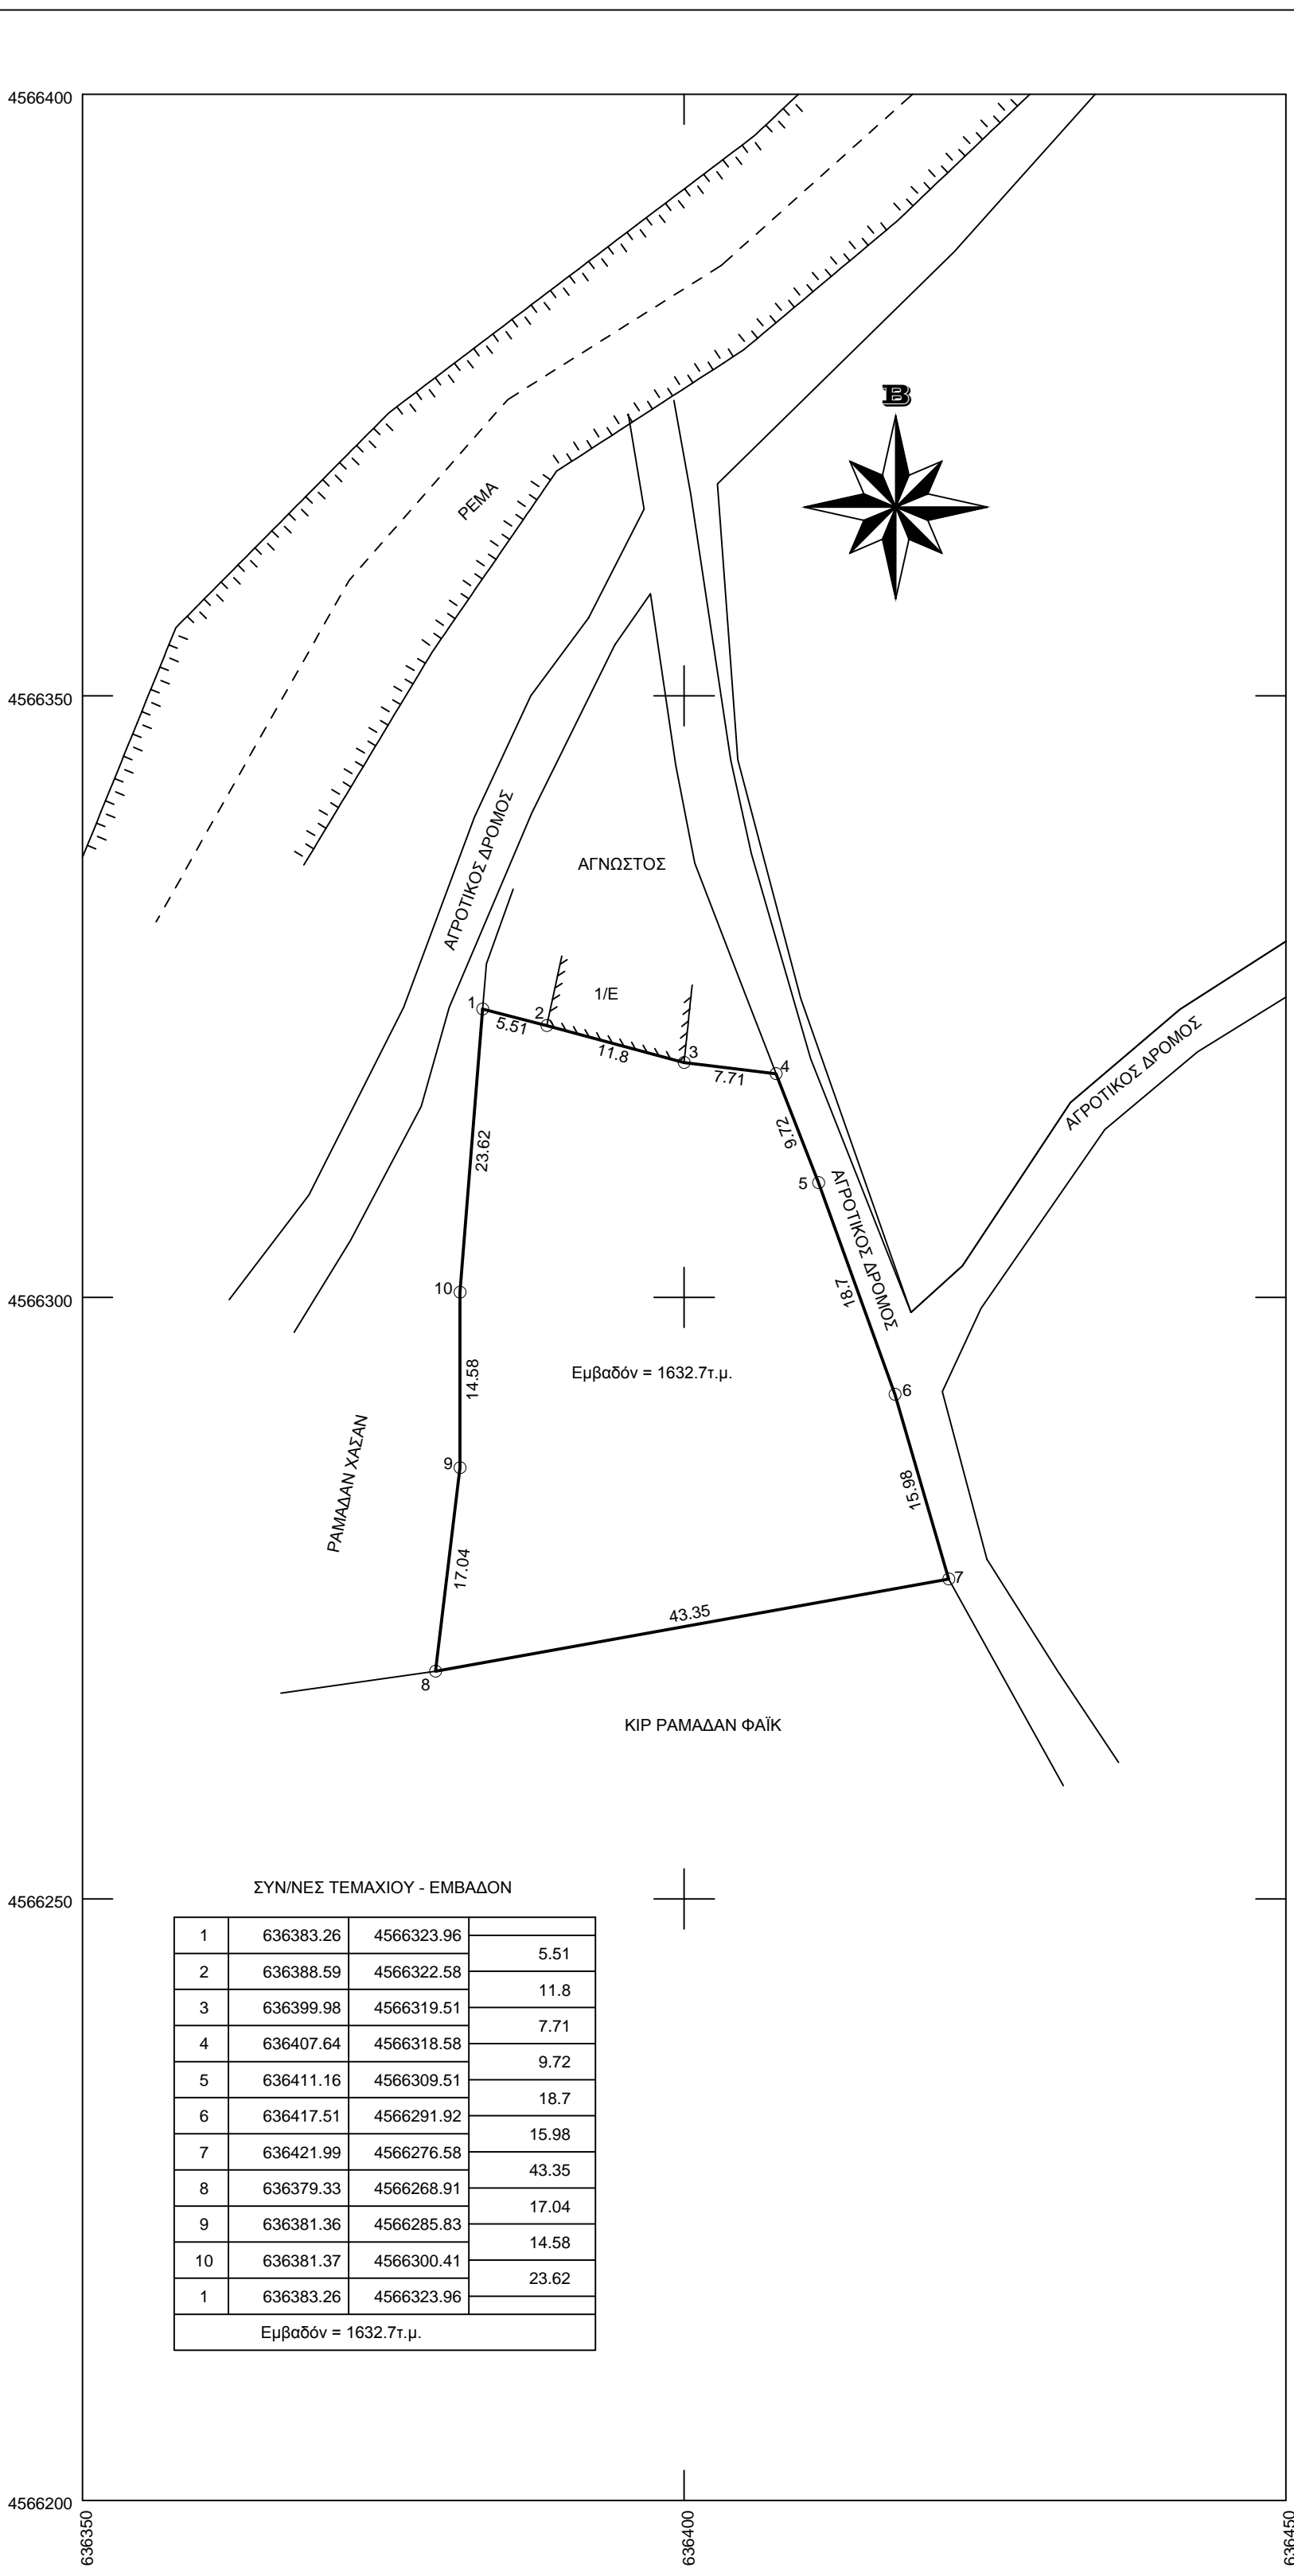 4566400
B
ΡΕΜΑ
4566350
ΑΓΡΟΤΙΚΟΣ ΔΡΟΜΟΣ
ΑΓΝΩΣΤΟΣ
1/Ε
1
2
5.51
11.8
3
7.71
4
ΑΓΡΟΤΙΚΟΣ ΔΡΟΜΟΣ
9.72
23.62
5
ΑΓΡΟΤΙΚΟΣ ΔΡΟΜΟΣ
18.7
10
4566300
14.58
Εμβαδόν = 1632.7τ.μ.
6
ΡΑΜΑΔΑΝ ΧΑΣΑΝ
9
15.98
17.04
7
43.35
8
ΚΙΡ ΡΑΜΑΔΑΝ ΦΑΪΚ
ΣΥΝ/ΝΕΣ ΤΕΜΑΧΙΟΥ - ΕΜΒΑΔΟΝ
4566250
1 636383.26 4566323.96
5.51
2 636388.59 4566322.58
11.8
3 636399.98 4566319.51
7.71
4 636407.64 4566318.58
9.72
5 636411.16 4566309.51
18.7
6 636417.51 4566291.92
15.98
7 636421.99 4566276.58
43.35
8 636379.33 4566268.91
17.04
9 636381.36 4566285.83
14.58
10 636381.37 4566300.41
23.62
1 636383.26 4566323.96
Εμβαδόν = 1632.7τ.μ.
4566200
636350
636400
636450